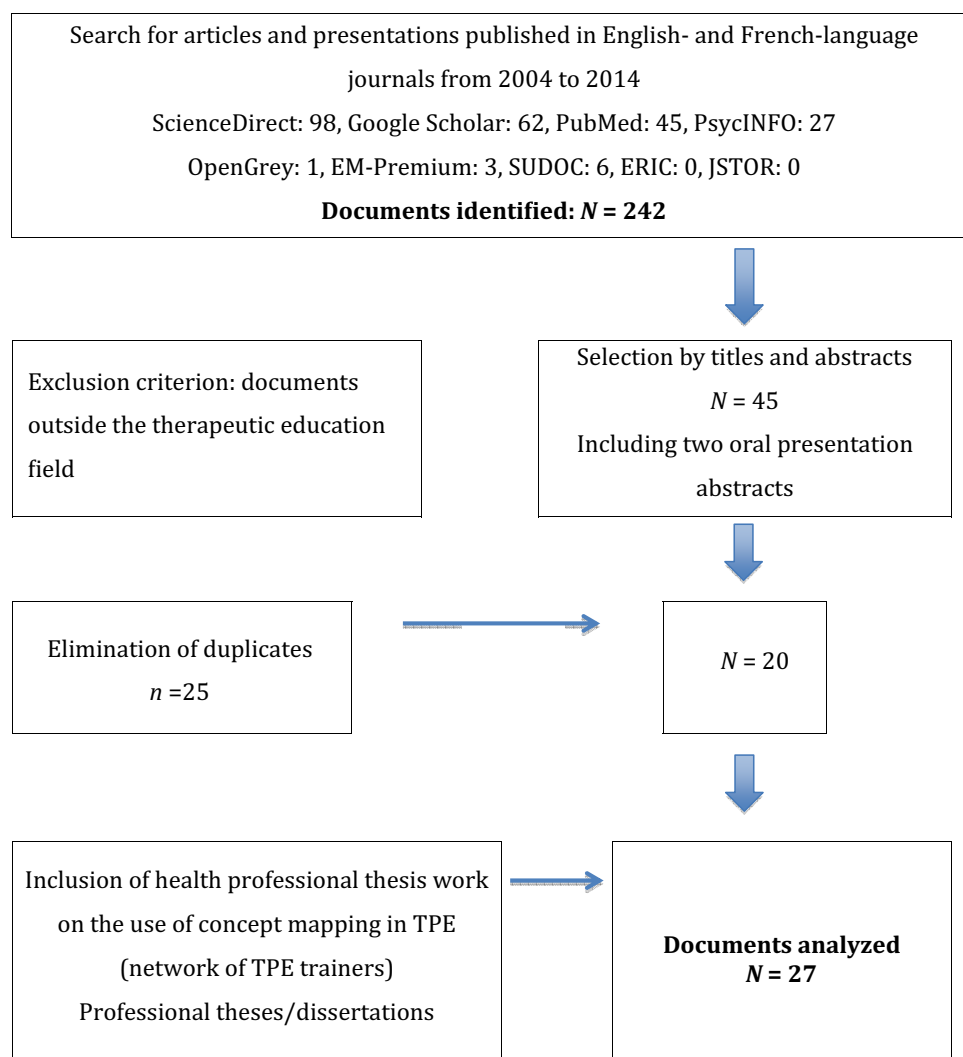 Search for articles and presentations published in English- and French-language
journals from 2004 to 2014
ScienceDirect: 98, Google Scholar: 62, PubMed: 45, PsycINFO: 27
OpenGrey: 1, EM-Premium: 3, SUDOC: 6, ERIC: 0, JSTOR: 0
Documents identified: N = 242
Exclusion criterion: documents
outside the therapeutic education
field
Selection by titles and abstracts
N = 45
Including two oral presentation
abstracts
Elimination of duplicates
n =25
N = 20
Inclusion of health professional thesis work
on the use of concept mapping in TPE
(network of TPE trainers)
Professional theses/dissertations
Documents analyzed
N = 27